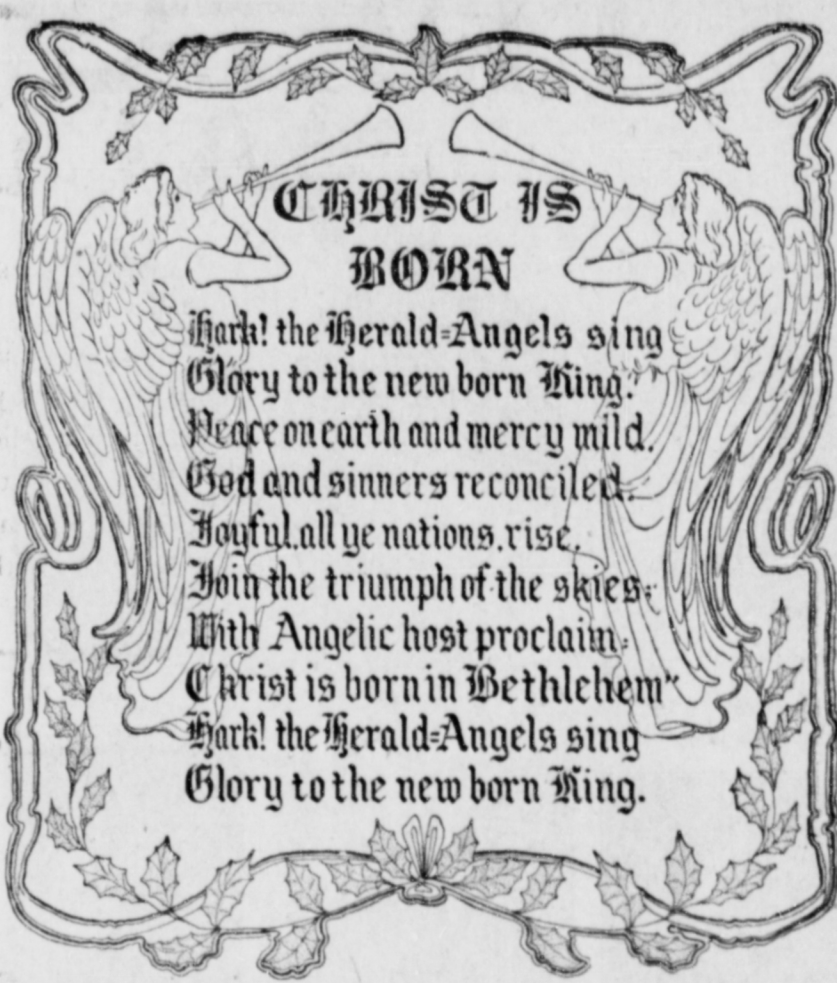 CHRIST IS
BORN
Hark! the Herald=Angels sing
Glory to the new born King."
Peace on earth and mercy mild.
God and sinners reconciled.
Joyful, all ye nations, rise,
Join the triumph of the skies;
With Angelic host proclaim;
Christ is born in Bethlehem"
Hark! the Herald=Angels sing
Glory to the new born King.